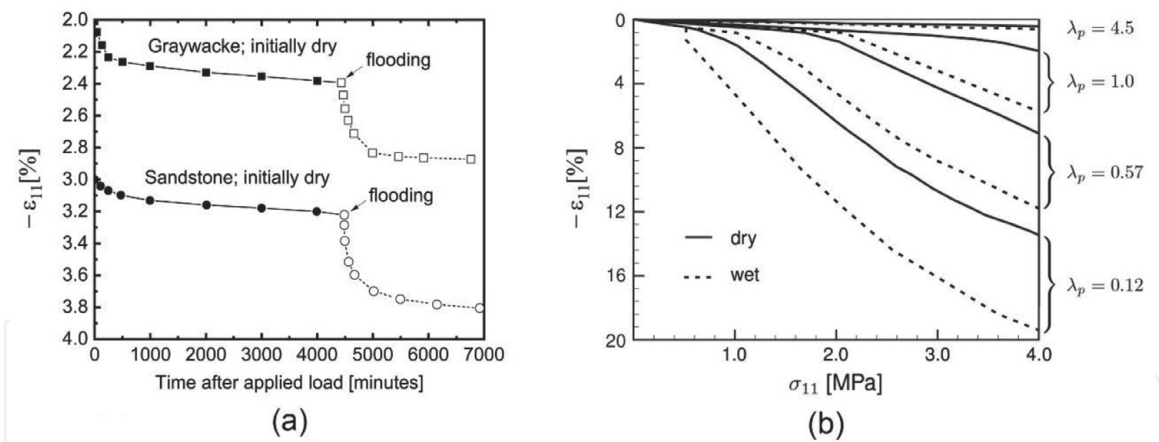 2.0
2.2
2.4
2.6
2.8
3.0
3.2
3.4
3.6
3.8
4.0
− ε₁₁[%]
Graywacke; initially dry
flooding
Sandstone; initially dry
flooding
0 1000 2000 3000 4000 5000 6000 7000
Time after applied load [minutes]
(a)
0
4
8
12
16
20
− ε₁₁[%]
dry
wet
λₚ = 4.5
λₚ = 1.0
λₚ = 0.57
λₚ = 0.12
1.0 2.0 3.0 4.0
σ₁₁ [MPa]
(b)